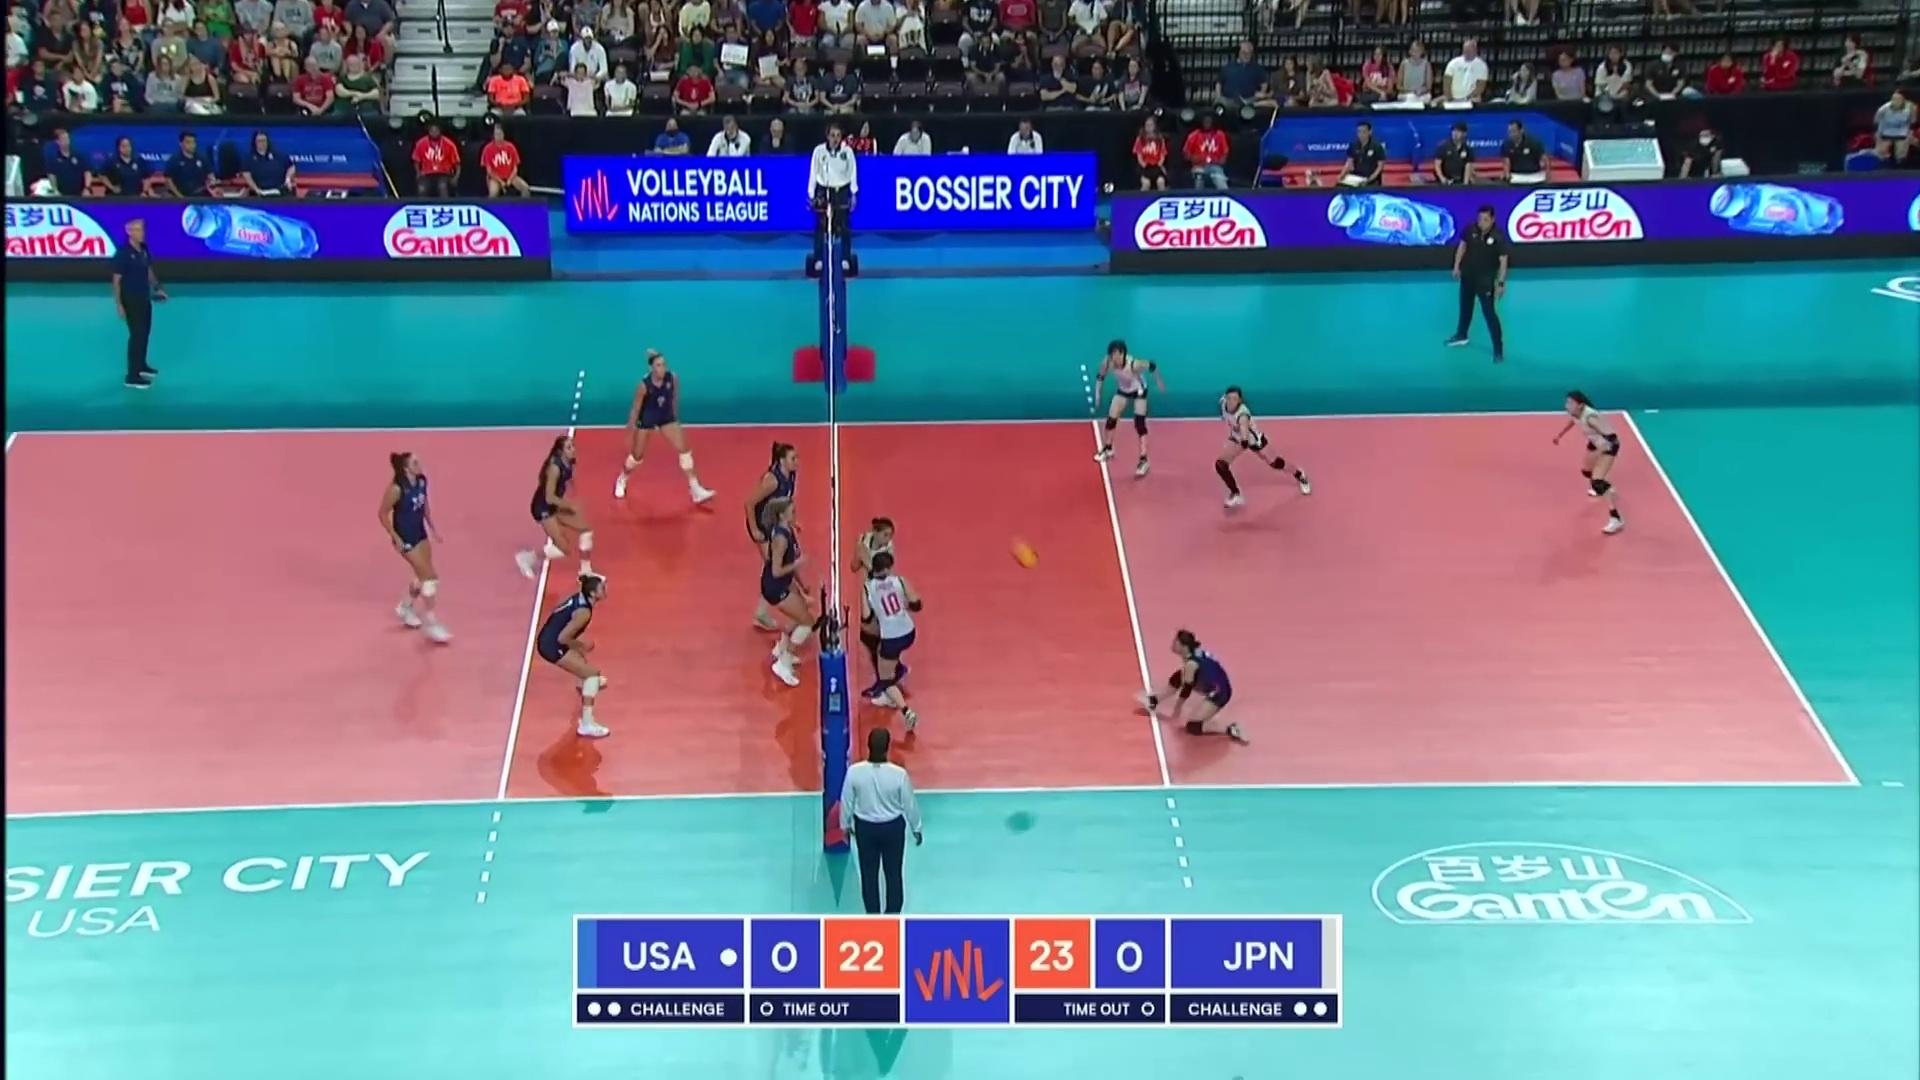 VOLLEYBALL
VOLLEYBALL
NATIONS LEAGUE
BOSSIER CITY
VNL
百岁山
GantEn
百岁山
GantEn
百岁山
GantEn
百岁山
GantEn
10
SIER CITY
USA
百岁山
GantEn
USA 0 22 VNL 23 0 JPN
CHALLENGE TIME OUT TIME OUT CHALLENGE